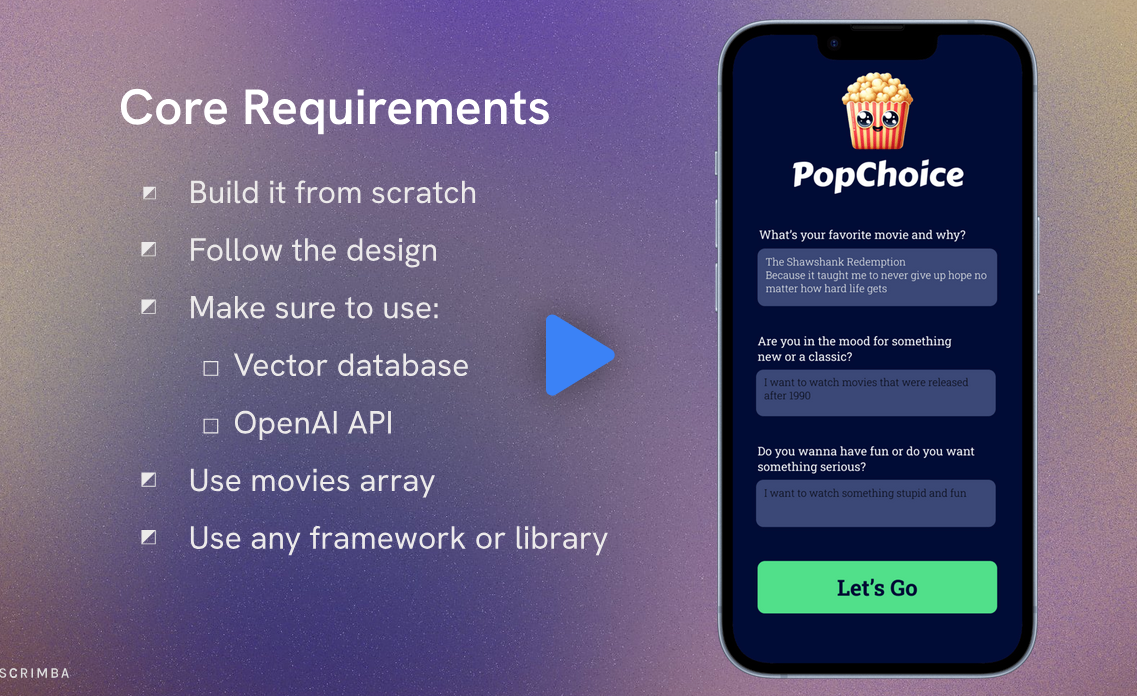 Core Requirements
Build it from scratch
Follow the design
Make sure to use:
Vector database
OpenAI API
Use movies array
Use any framework or library
SCRIMBA
PopChoice
What's your favorite movie and why?
The Shawshank Redemption
Because it taught me to never give up hope no
matter how hard life gets
Are you in the mood for something
new or a classic?
I want to watch movies that were released
after 1990
Do you wanna have fun or do you want
something serious?
I want to watch something stupid and fun
Let's Go